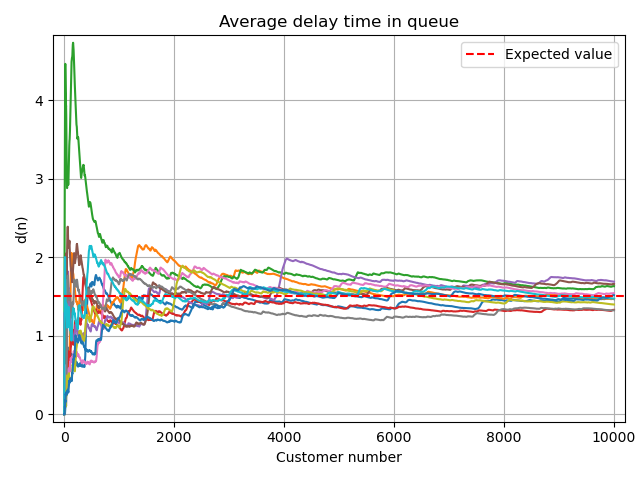 Average delay time in queue
Expected value
d(n)
4
3
2
1
0
0 2000 4000 6000 8000 10000
Customer number